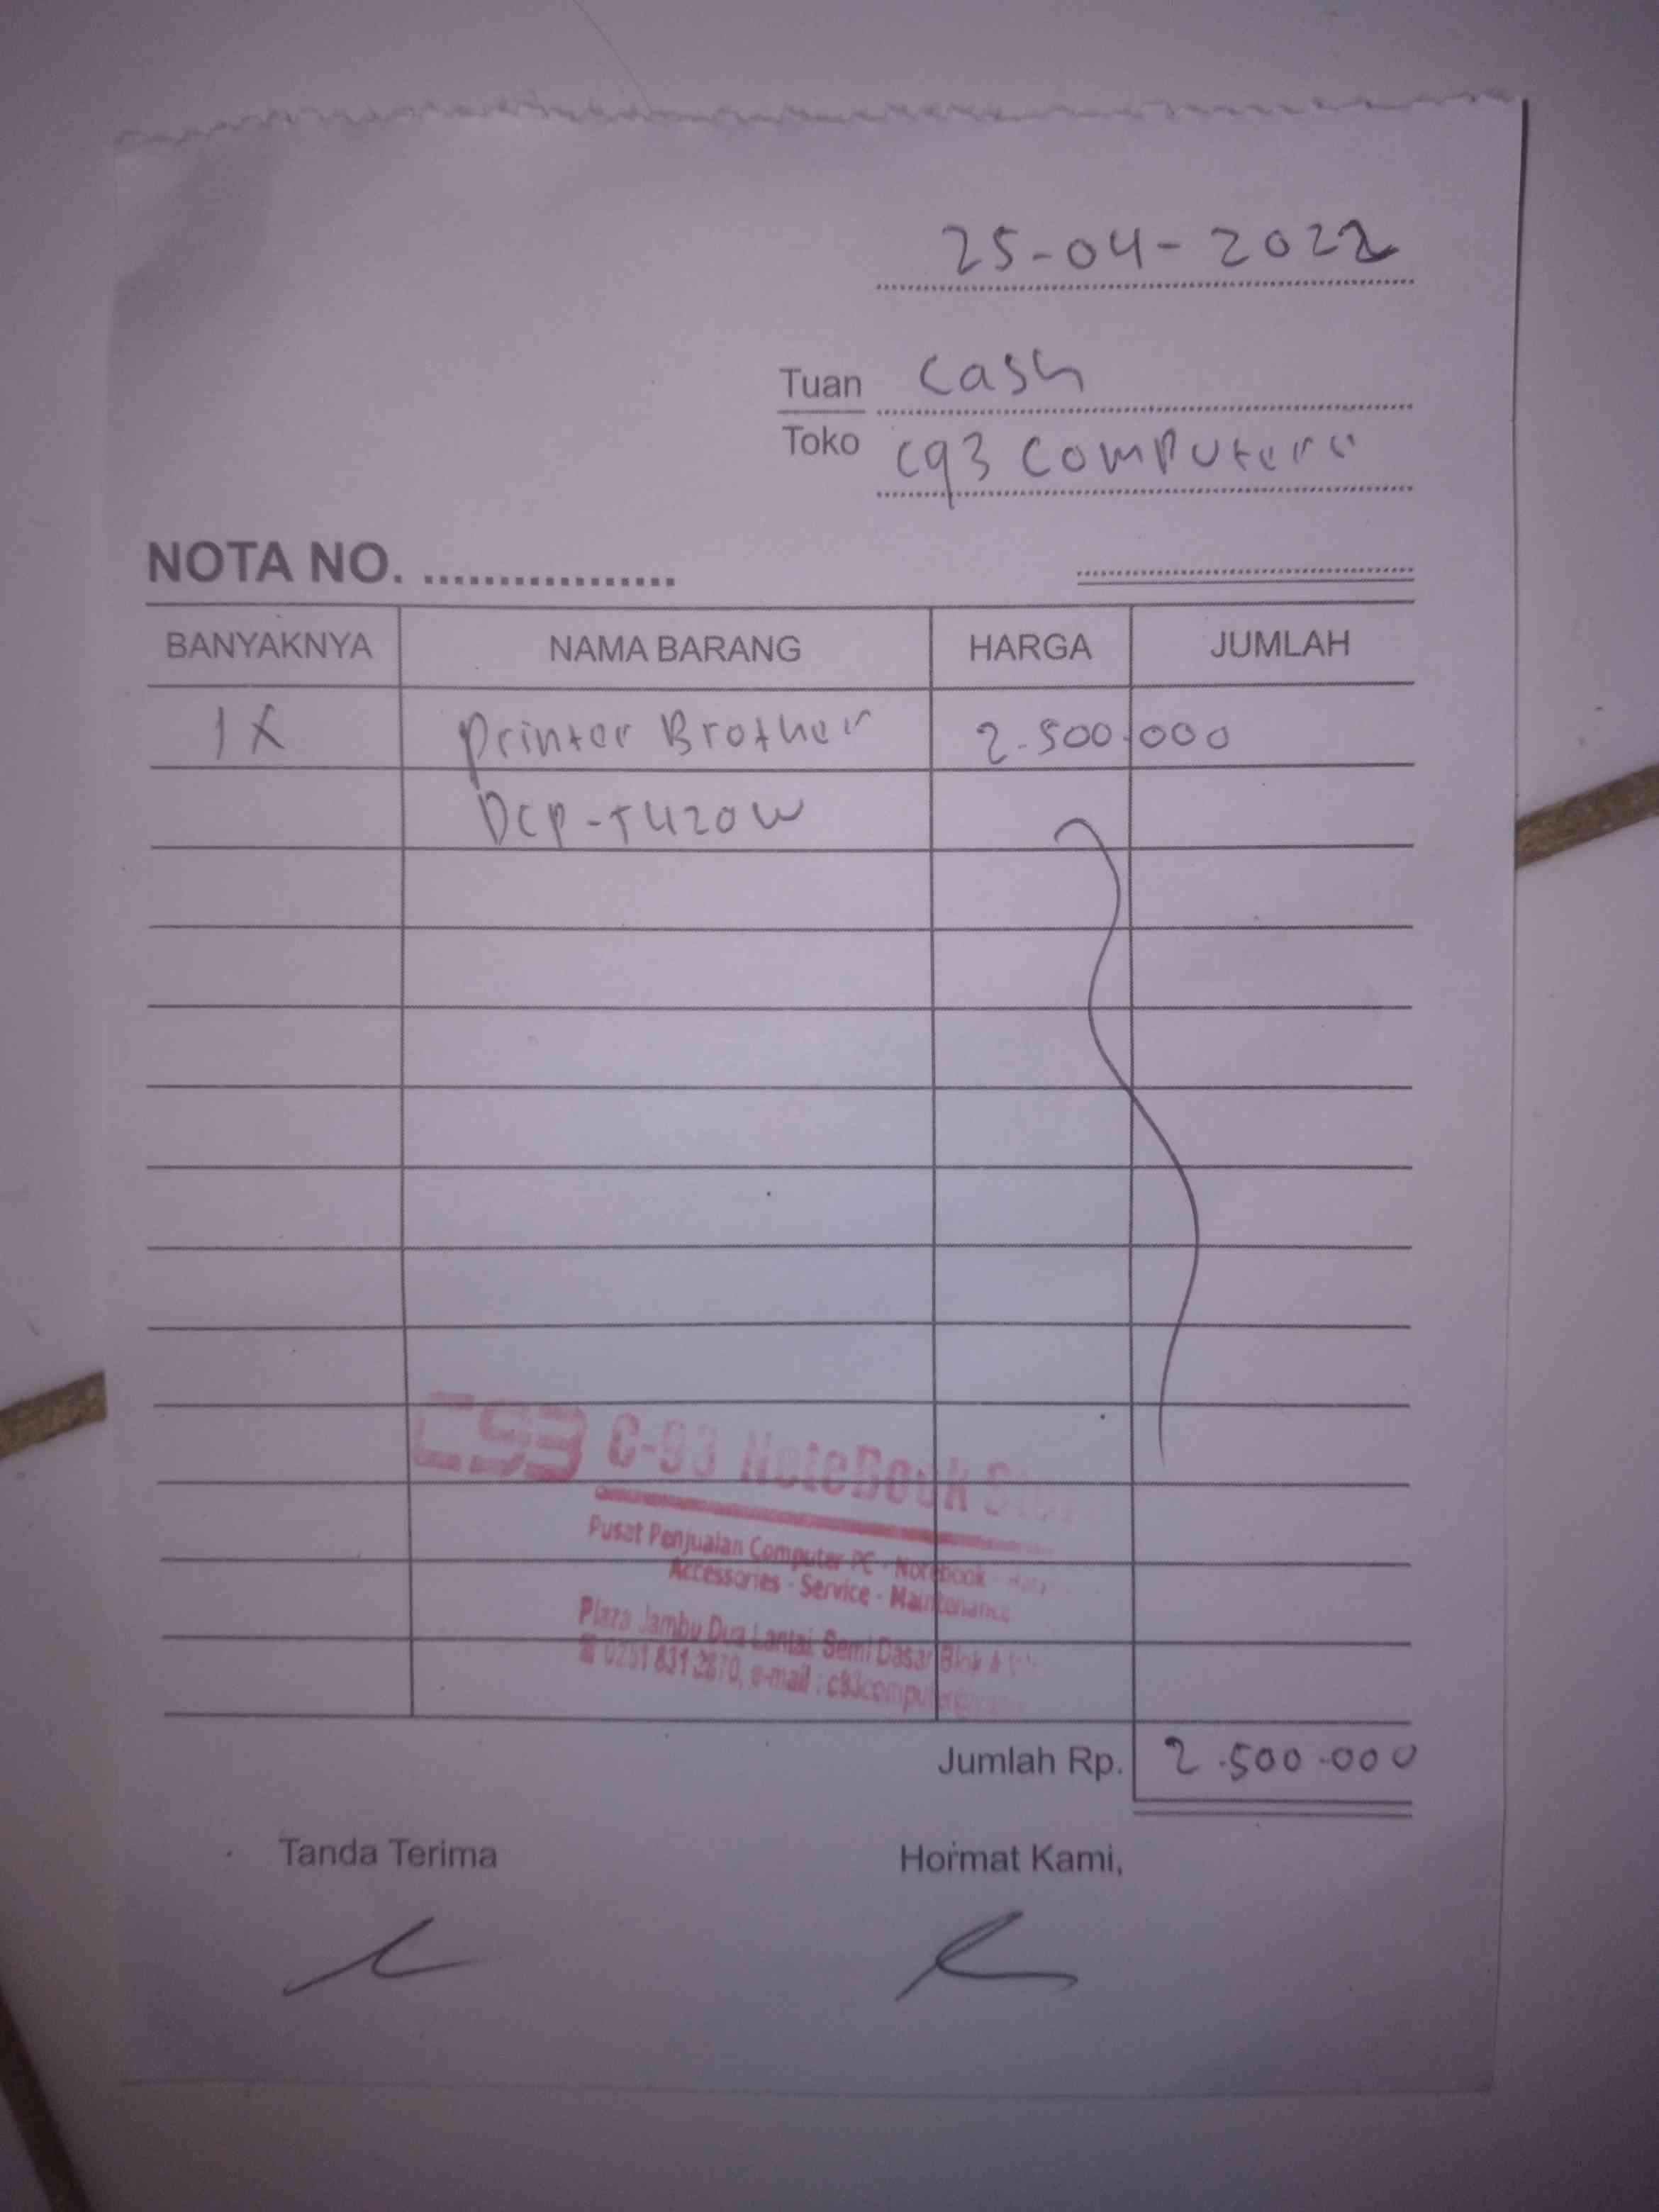 25-04-2022
Tuan Cash
Toko C93 Computer
NOTA NO. ..................
BANYAKNYA NAMA BARANG HARGA JUMLAH
1X Printer Brother 2.500.000
DCP-T420W
C93 C-93 NoteBook
Pusat Penjualan Computer PC - Notebook -
Accessories - Service - Maintenance
Plaza Jambu Dua Lantai Semi Dasar Blok A
0251 831 e-mail :
Jumlah Rp. 2.500.000
Tanda Terima Hormat Kami,